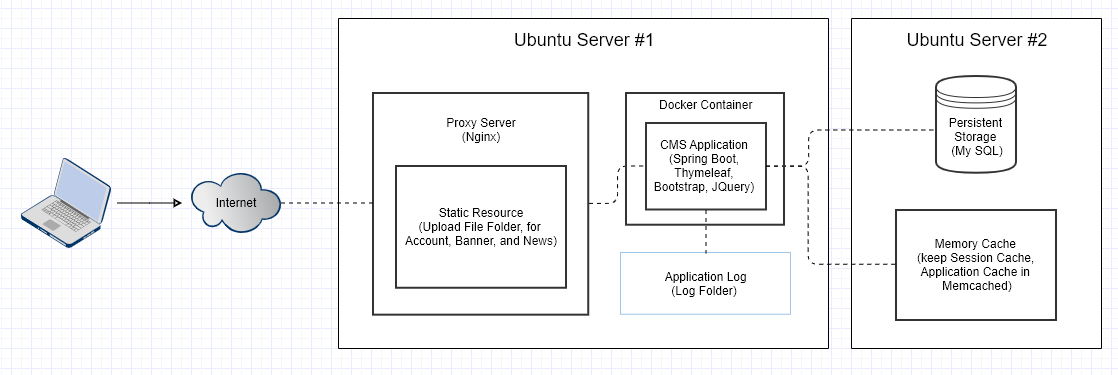 Ubuntu Server #1
Ubuntu Server #2
Internet
Proxy Server
(Nginx)
Static Resource
(Upload File Folder, for
Account, Banner, and News)
Docker Container
CMS Application
(Spring Boot,
Thymeleaf,
Bootstrap, JQuery)
Application Log
(Log Folder)
Persistent
Storage
(My SQL)
Memory Cache
(keep Session Cache,
Application Cache in
Memcached)